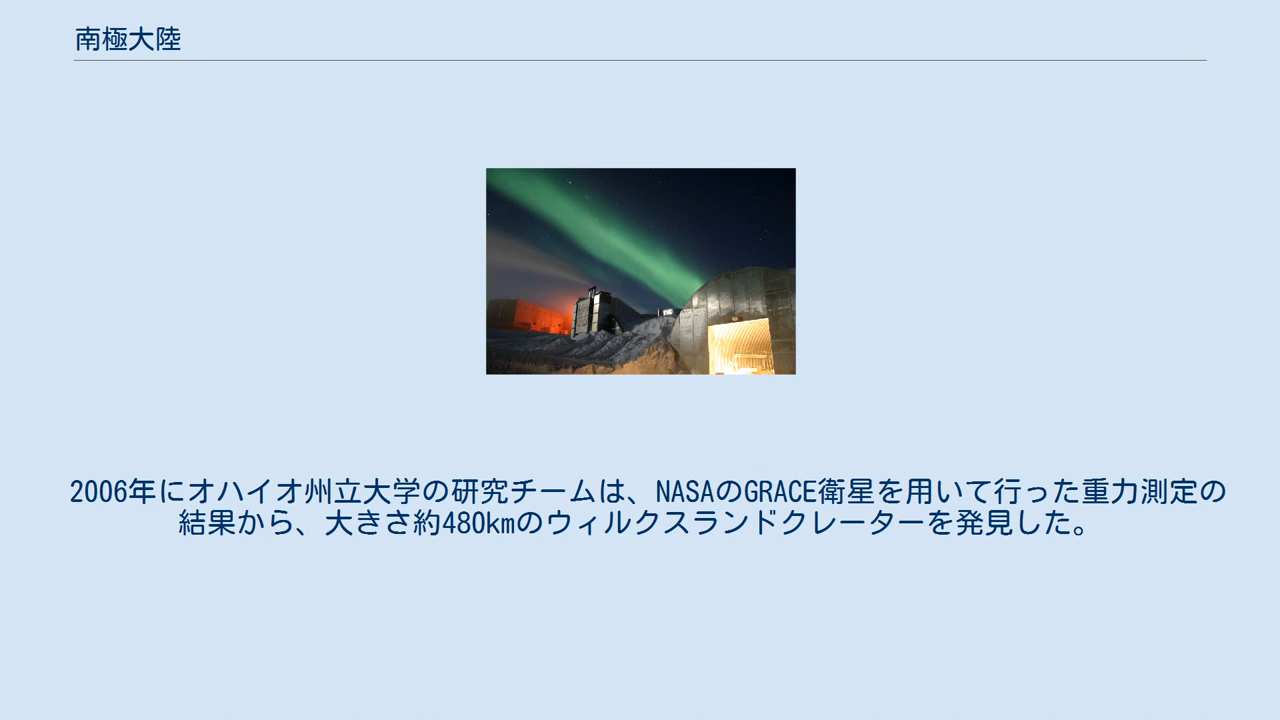 南極大陸
2006年にオハイオ州立大学の研究チームは、NASAのGRACE衛星を用いて行った重力測定の
結果から、大きさ約480kmのウィルクスランドクレーターを発見した。